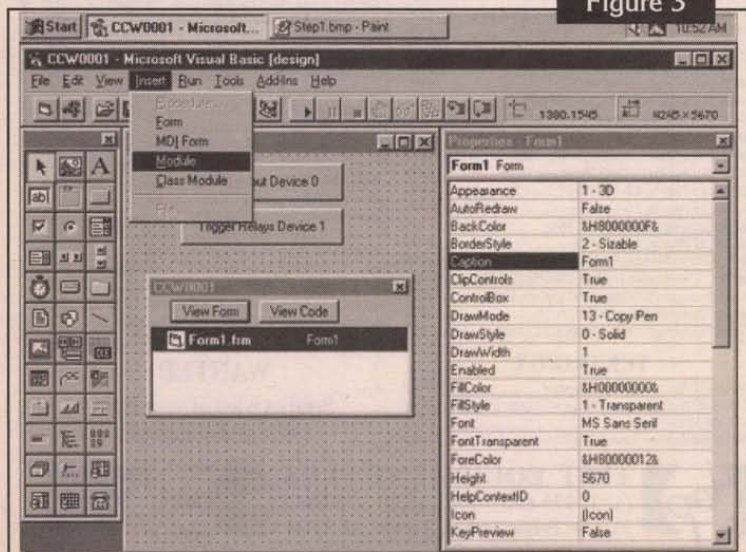 Figure 3
Start CCW0001 - Microsoft... Step1.bmp - Paint 10:52 AM
CCW0001 - Microsoft Visual Basic [design]
File Edit View Insert Run Tools Add-Ins Help
1380,1545 4245 × 5670
Procedure...
Form
MDI Form
Module
Class Module
Device 0
Trigger Relays Device 1
CCW0001
View Form View Code
Form1.frm Form1
Properties - Form1
Form1 Form
Appearance 1 - 3D
AutoRedraw False
BackColor &H8000000F&
BorderStyle 2 - Sizable
Caption Form1
ClipControls True
ControlBox True
DrawMode 13 - Copy Pen
DrawStyle 0 - Solid
DrawWidth 1
Enabled True
FillColor &H00000000&
FillStyle 1 - Transparent
Font MS Sans Serif
FontTransparent True
ForeColor &H80000012&
Height 5670
HelpContextID 0
Icon (Icon)
KeyPreview False